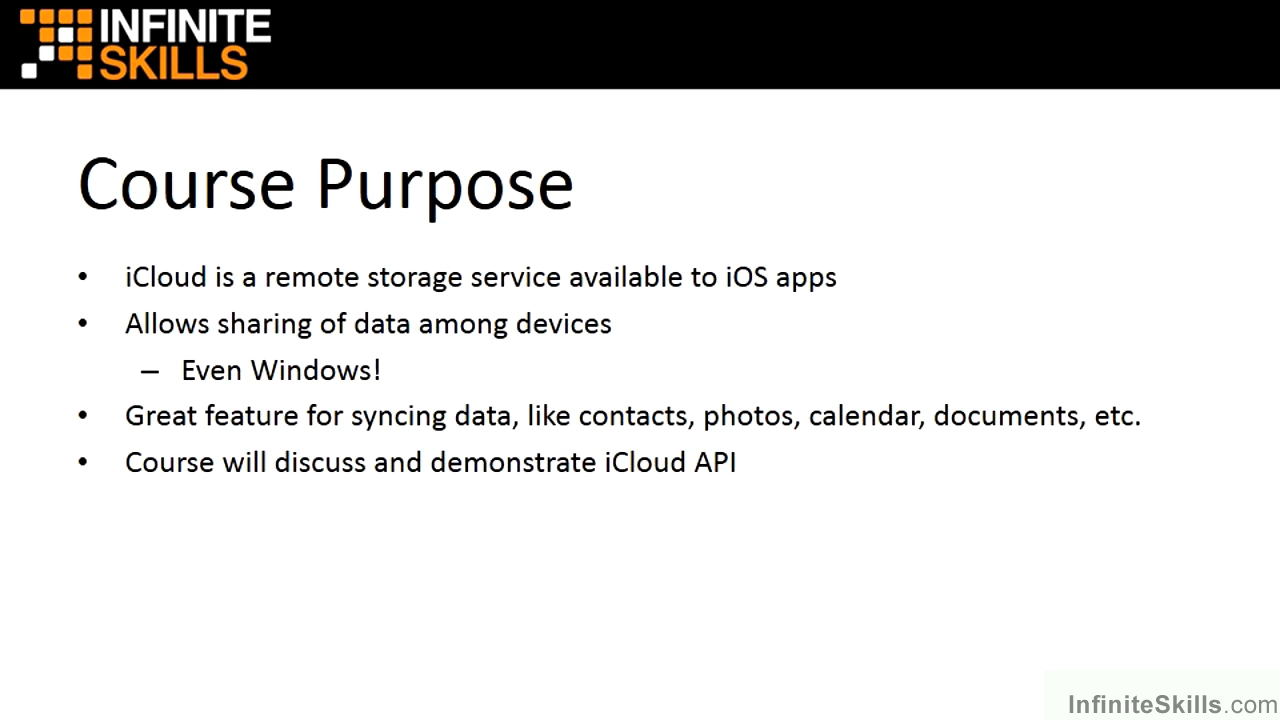 INFINITE
SKILLS
Course Purpose
• iCloud is a remote storage service available to iOS apps
• Allows sharing of data among devices
– Even Windows!
• Great feature for syncing data, like contacts, photos, calendar, documents, etc.
• Course will discuss and demonstrate iCloud API
InfiniteSkills.com